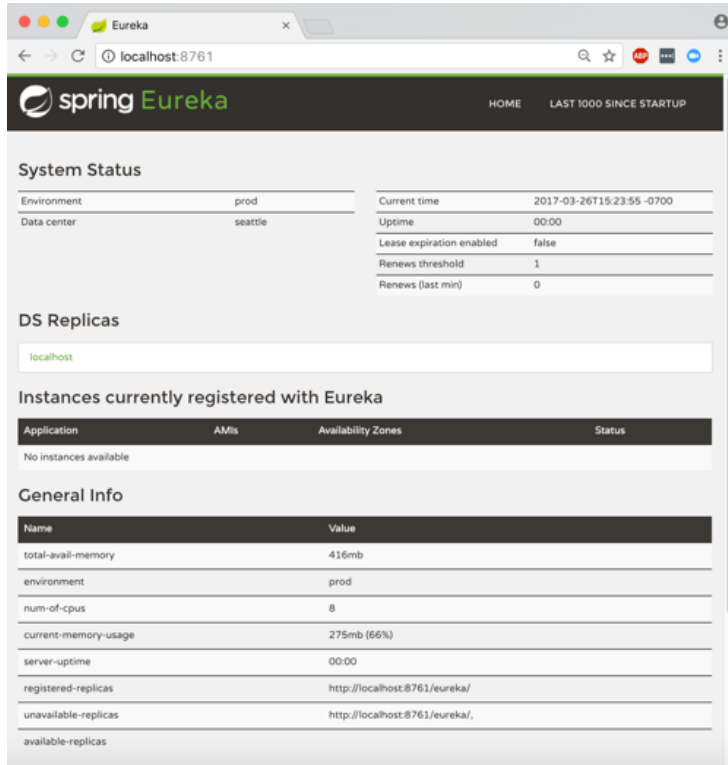 Eureka
localhost:8761
ABP
spring Eureka
HOME LAST 1000 SINCE STARTUP
System Status
Environment prod
Data center seattle
Current time 2017-03-26T15:23:55 -0700
Uptime 00:00
Lease expiration enabled false
Renews threshold 1
Renews (last min) 0
DS Replicas
localhost
Instances currently registered with Eureka
Application AMIs Availability Zones Status
No instances available
General Info
Name Value
total-avail-memory 416mb
environment prod
num-of-cpus 8
current-memory-usage 275mb (66%)
server-uptime 00:00
registered-replicas http://localhost:8761/eureka/
unavailable-replicas http://localhost:8761/eureka/,
available-replicas